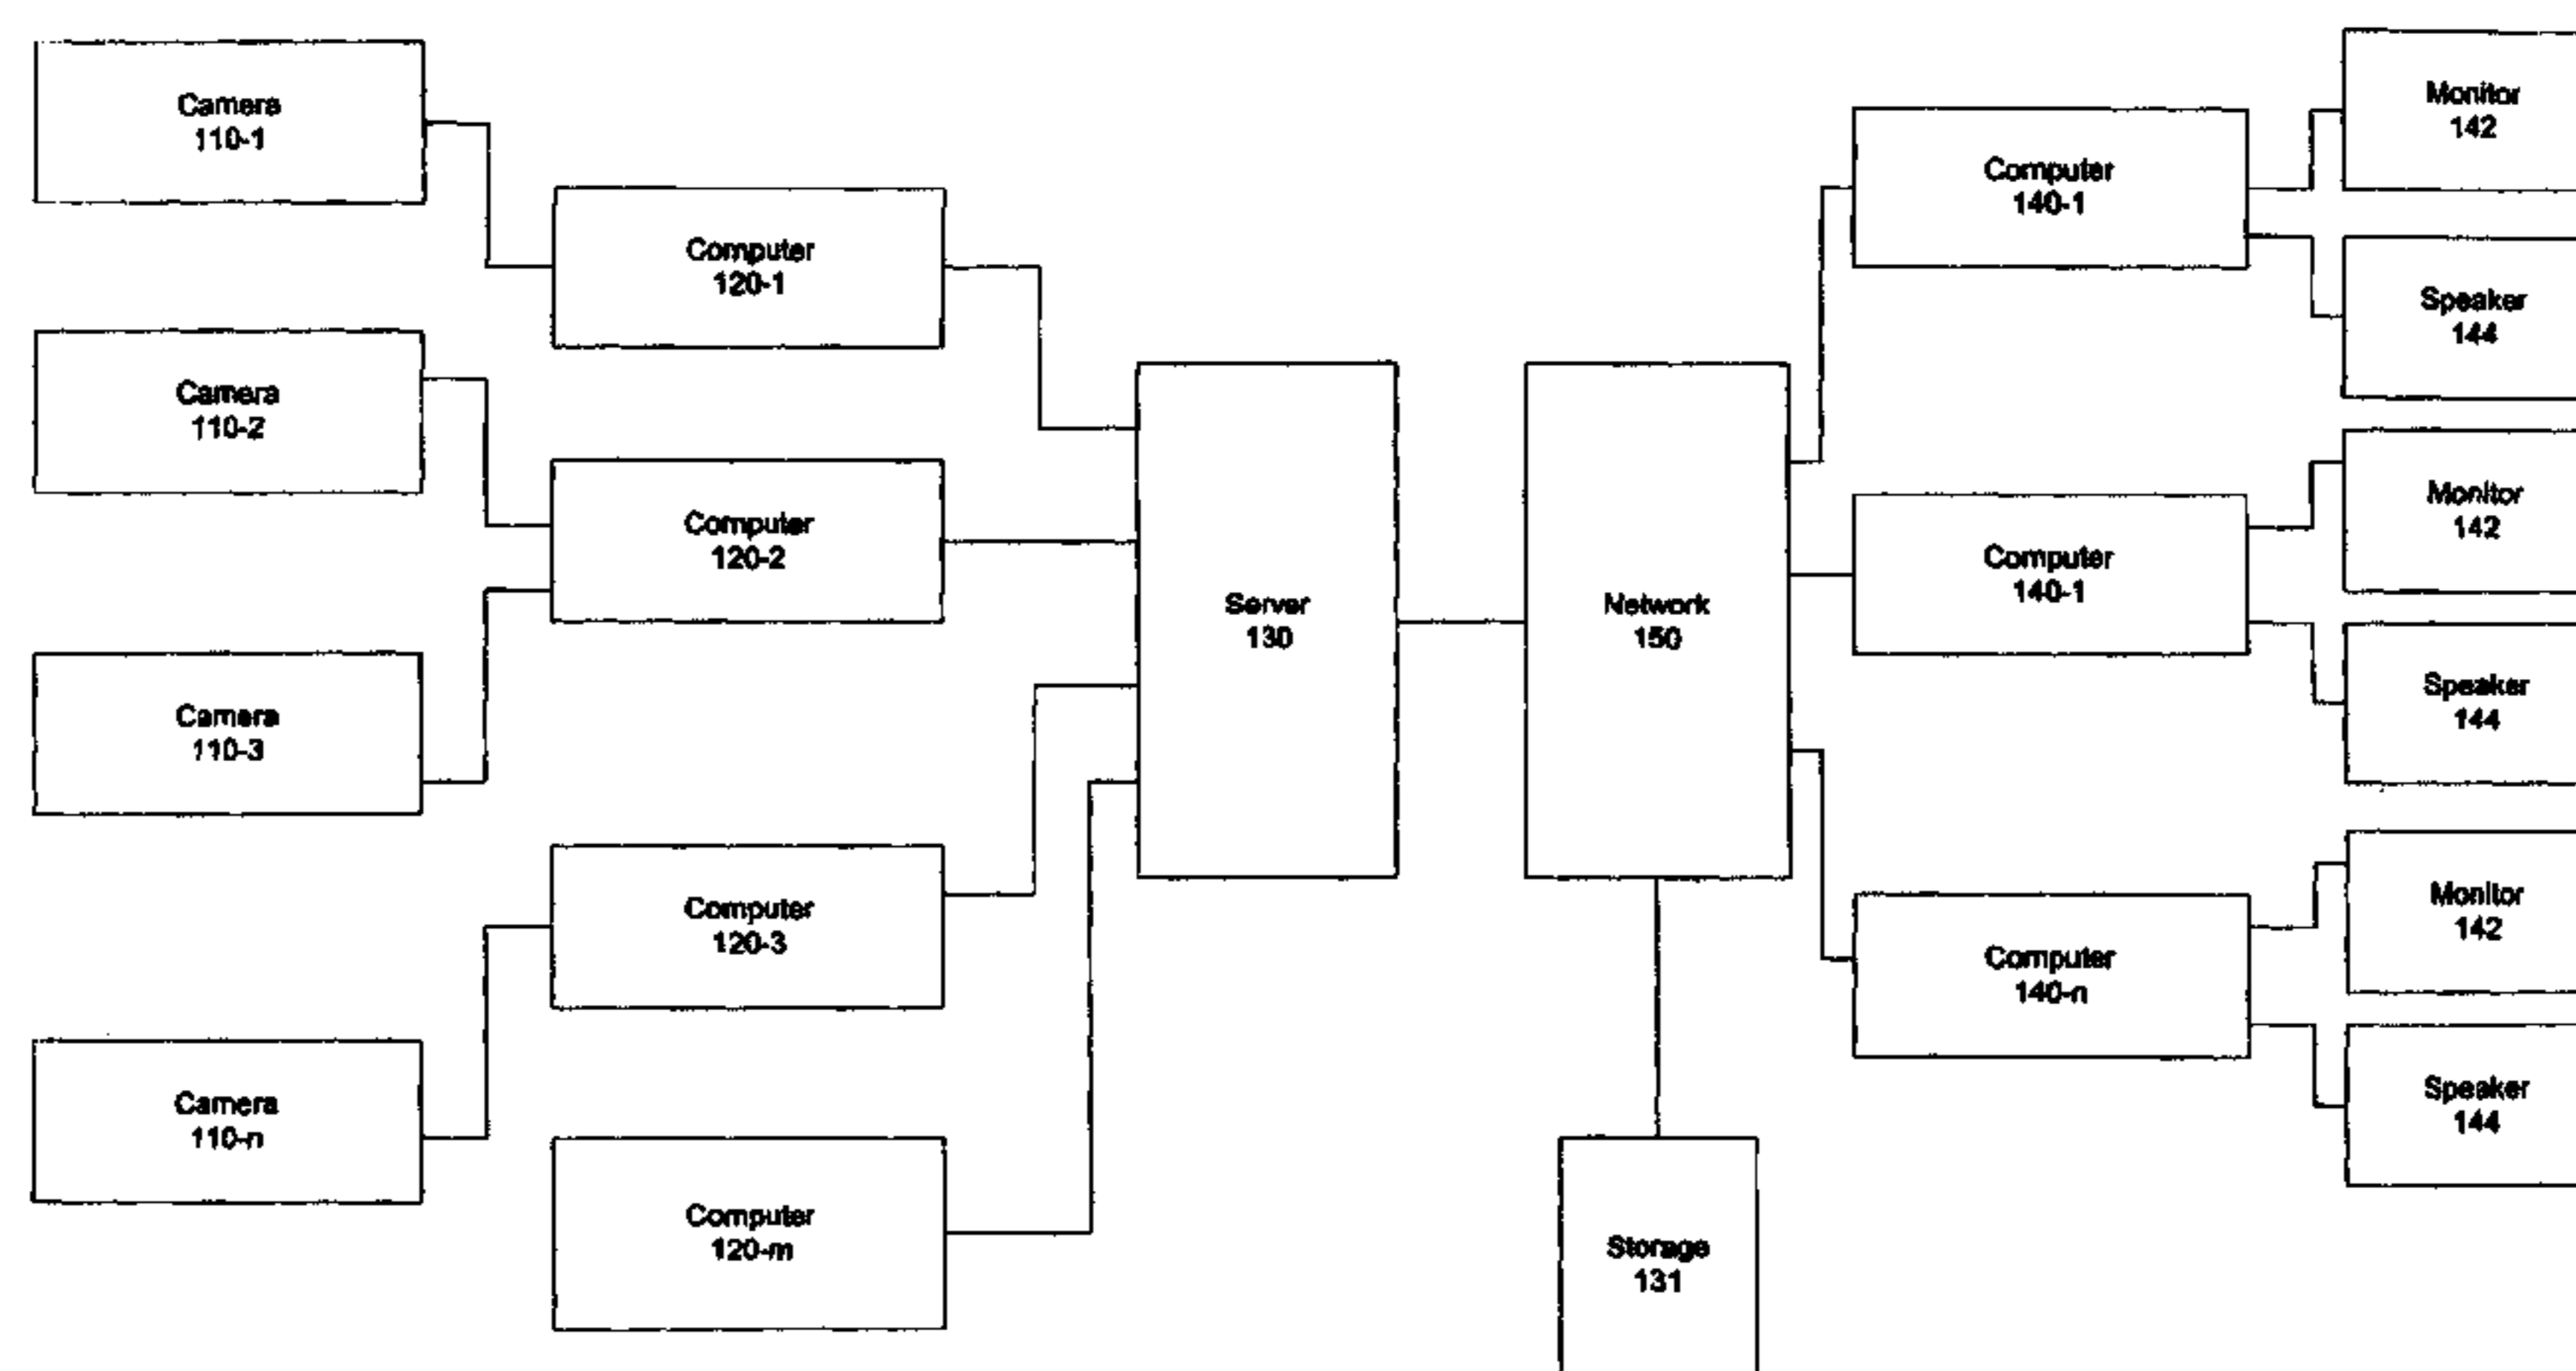 Camera
110-1
Camera
110-2
Camera
110-3
Camera
110-n
Computer
120-1
Computer
120-2
Computer
120-3
Computer
120-m
Server
130
Network
150
Storage
131
Computer
140-1
Computer
140-1
Computer
140-n
Monitor
142
Speaker
144
Monitor
142
Speaker
144
Monitor
142
Speaker
144